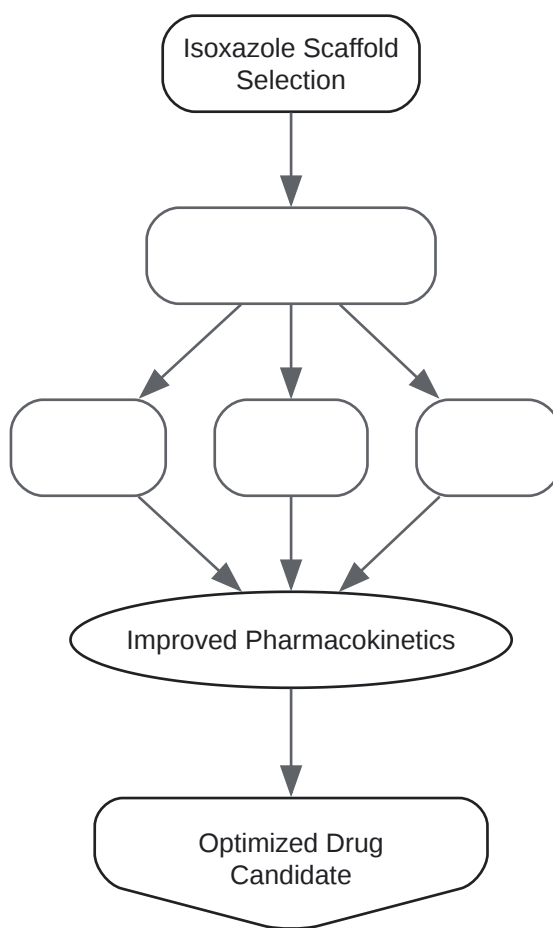 Isoxazole Scaffold
Selection
Improved Pharmacokinetics
Optimized Drug
Candidate